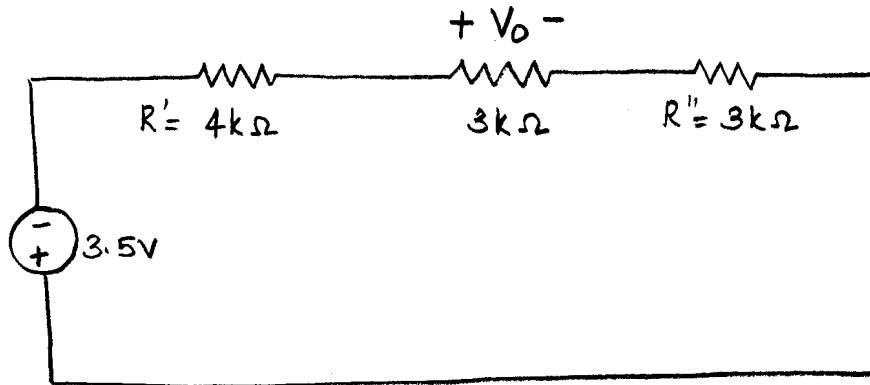 + V₀ -
R' = 4kΩ 3kΩ R'' = 3kΩ
-
+ 3.5V